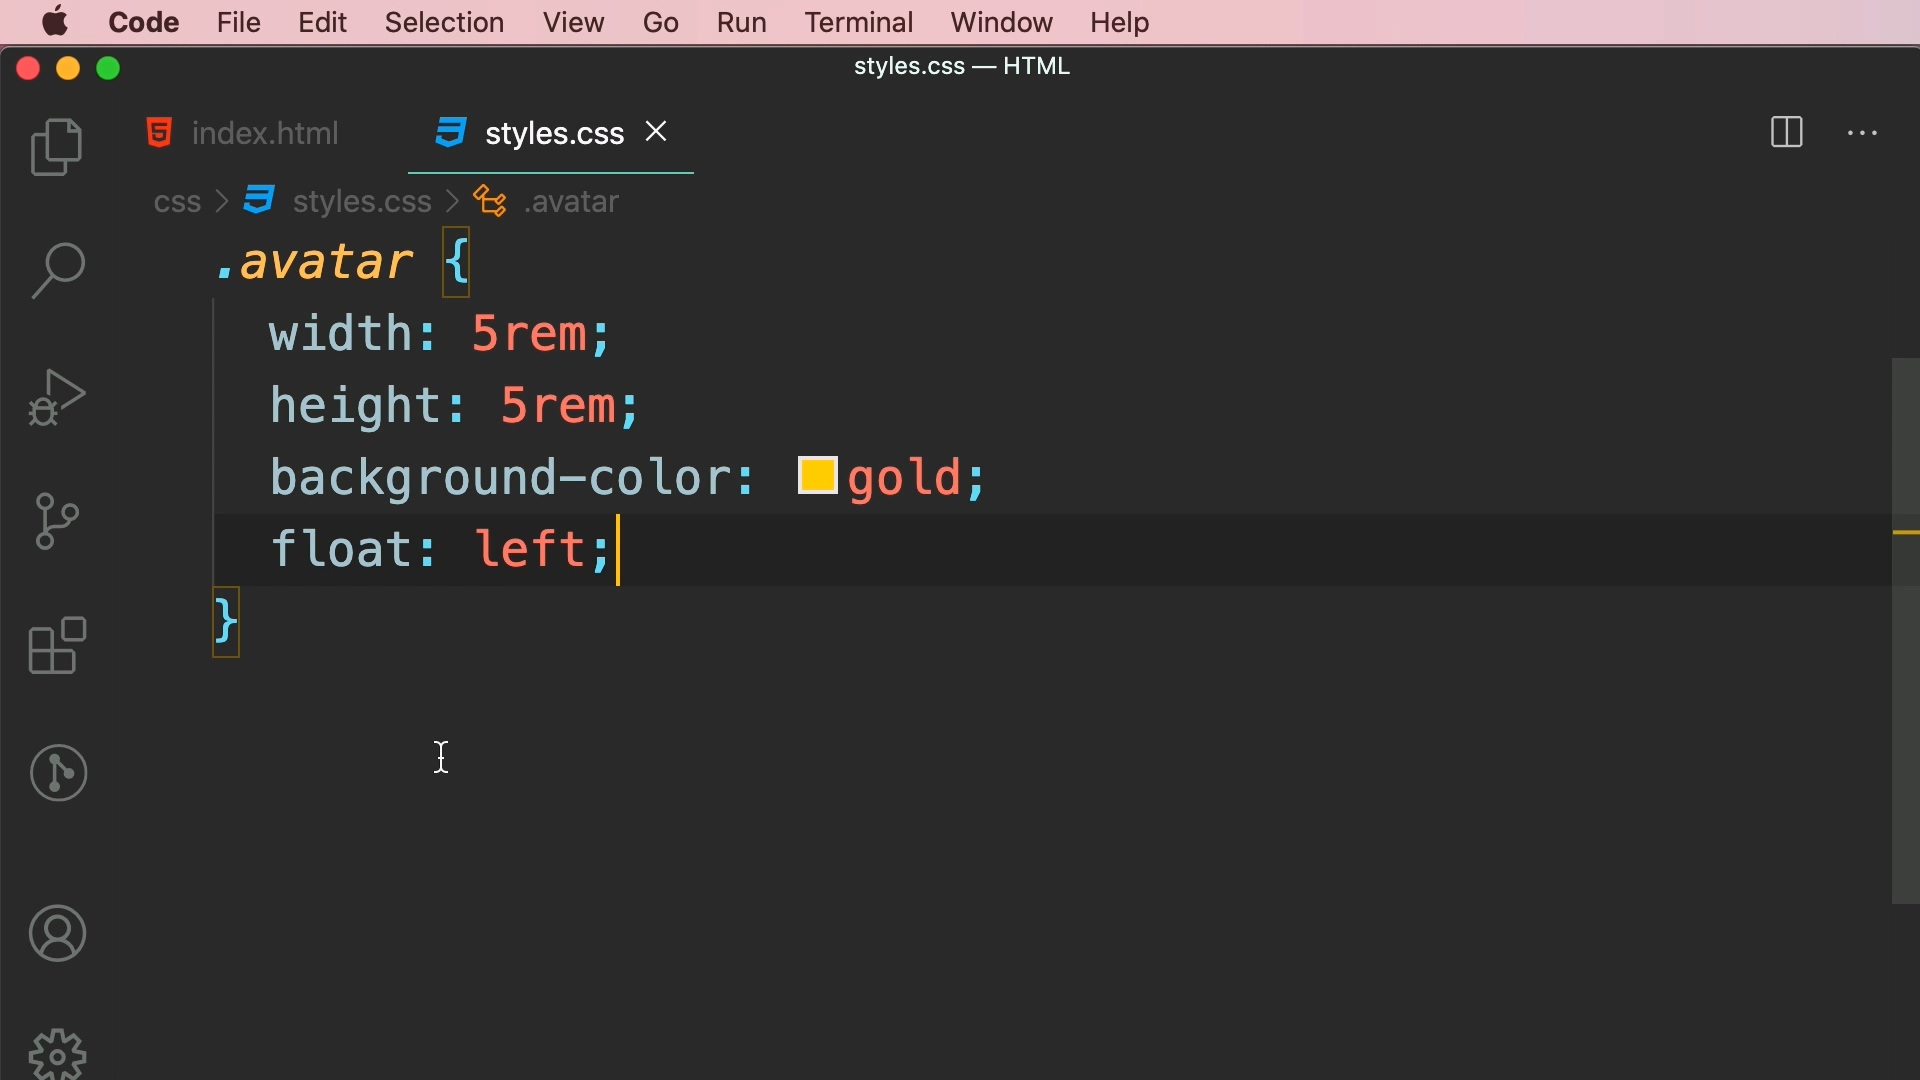 Code File Edit Selection View Go Run Terminal Window Help
styles.css — HTML
index.html styles.css
css > styles.css > .avatar
.avatar {
width: 5rem;
height: 5rem;
background-color: gold;
float: left;
}